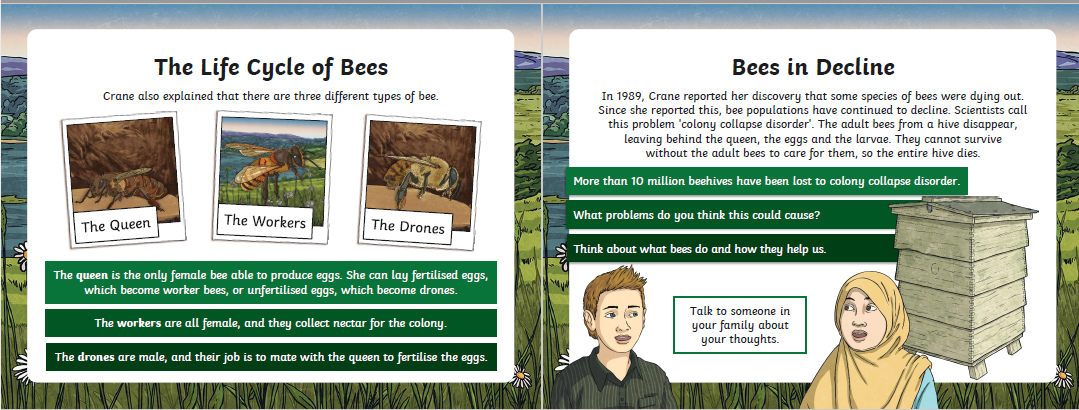 The Life Cycle of Bees
Crane also explained that there are three different types of bee.
The Queen
The Workers
The Drones
The queen is the only female bee able to produce eggs. She can lay fertilised eggs,
which become worker bees, or unfertilised eggs, which become drones.
The workers are all female, and they collect nectar for the colony.
The drones are male, and their job is to mate with the queen to fertilise the eggs.
Bees in Decline
In 1989, Crane reported her discovery that some species of bees were dying out.
Since she reported this, bee populations have continued to decline. Scientists call
this problem 'colony collapse disorder'. The adult bees from a hive disappear,
leaving behind the queen, the eggs and the larvae. They cannot survive
without the adult bees to care for them, so the entire hive dies.
More than 10 million beehives have been lost to colony collapse disorder.
What problems do you think this could cause?
Think about what bees do and how they help us.
Talk to someone in
your family about
your thoughts.